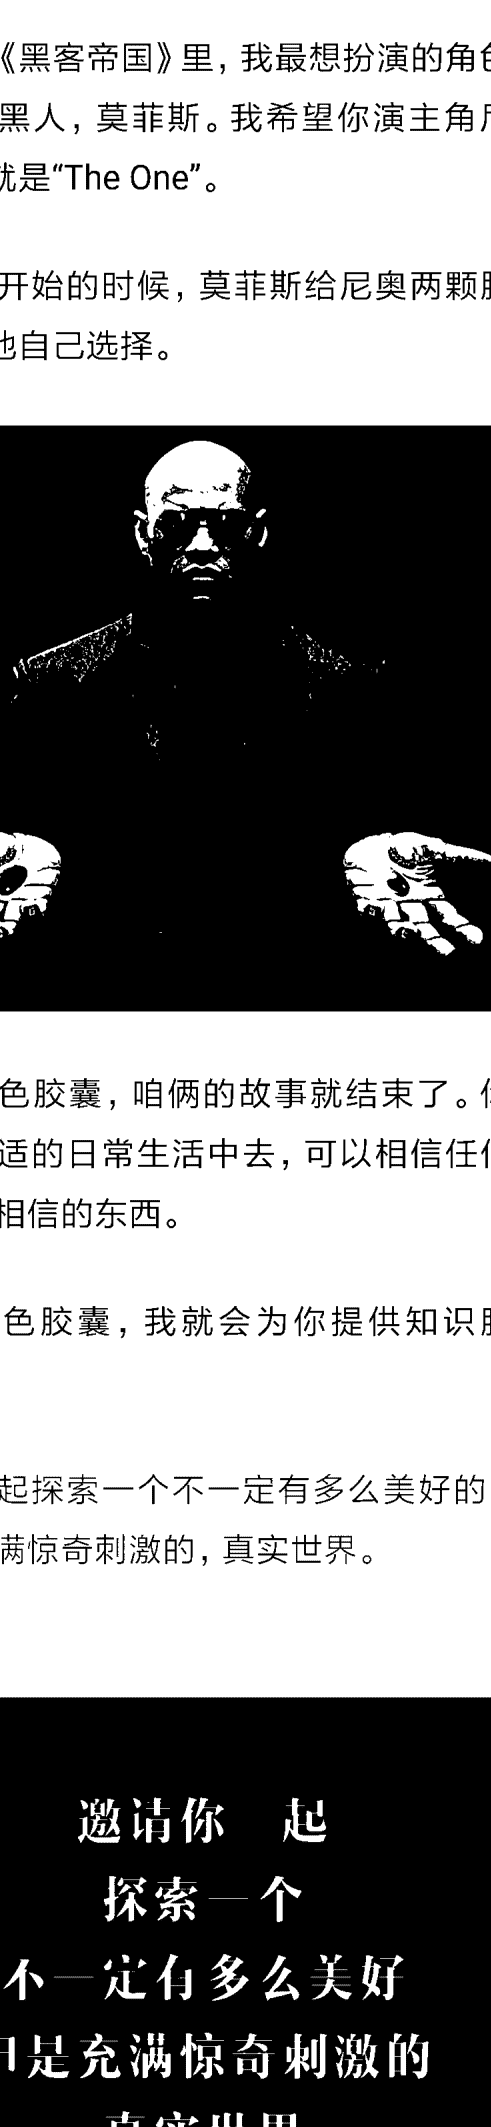 《黑客帝国》里，我最想扮演的角色
黑人，莫菲斯。我希望你演主角
就是“The One”。
开始的时候，莫菲斯给尼奥两颗
他自己选择。
色胶囊，咱俩的故事就结束了。
适的日常生活中去，可以相信任
相信的东西。
色胶囊，我就会为你提供知识
起探索一个不一定有多么美好的
满惊奇刺激的，真实世界。
邀请你 起
探索一个
不一定有多么美好
但是充满惊奇刺激的
真实世界